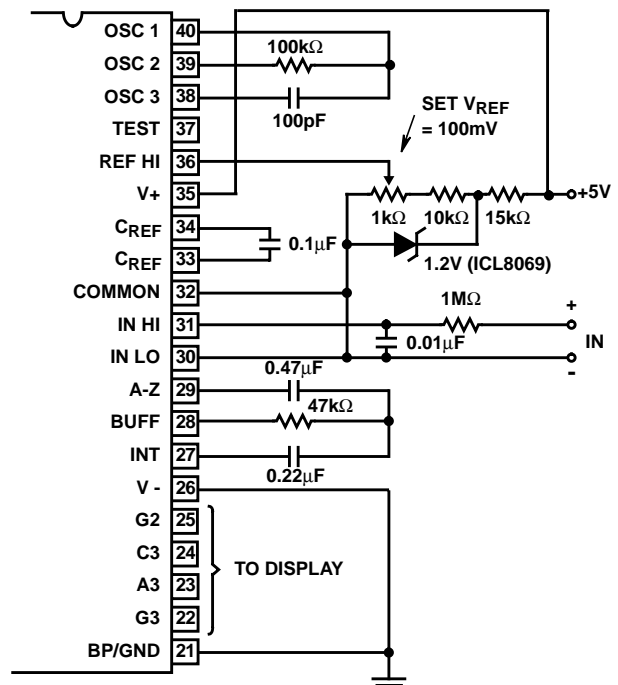 OSC 1 40
100kΩ
OSC 2 39
OSC 3 38
100pF
SET VREF
= 100mV
TEST 37
REF HI 36
V+ 35
+5V
1kΩ 10kΩ 15kΩ
CREF 34
0.1μF
CREF 33
1.2V (ICL8069)
COMMON 32
1MΩ
+
IN HI 31
0.01μF
IN
IN LO 30
-
0.47μF
A-Z 29
47kΩ
BUFF 28
INT 27
0.22μF
V - 26
G2 25
C3 24
TO DISPLAY
A3 23
G3 22
BP/GND 21